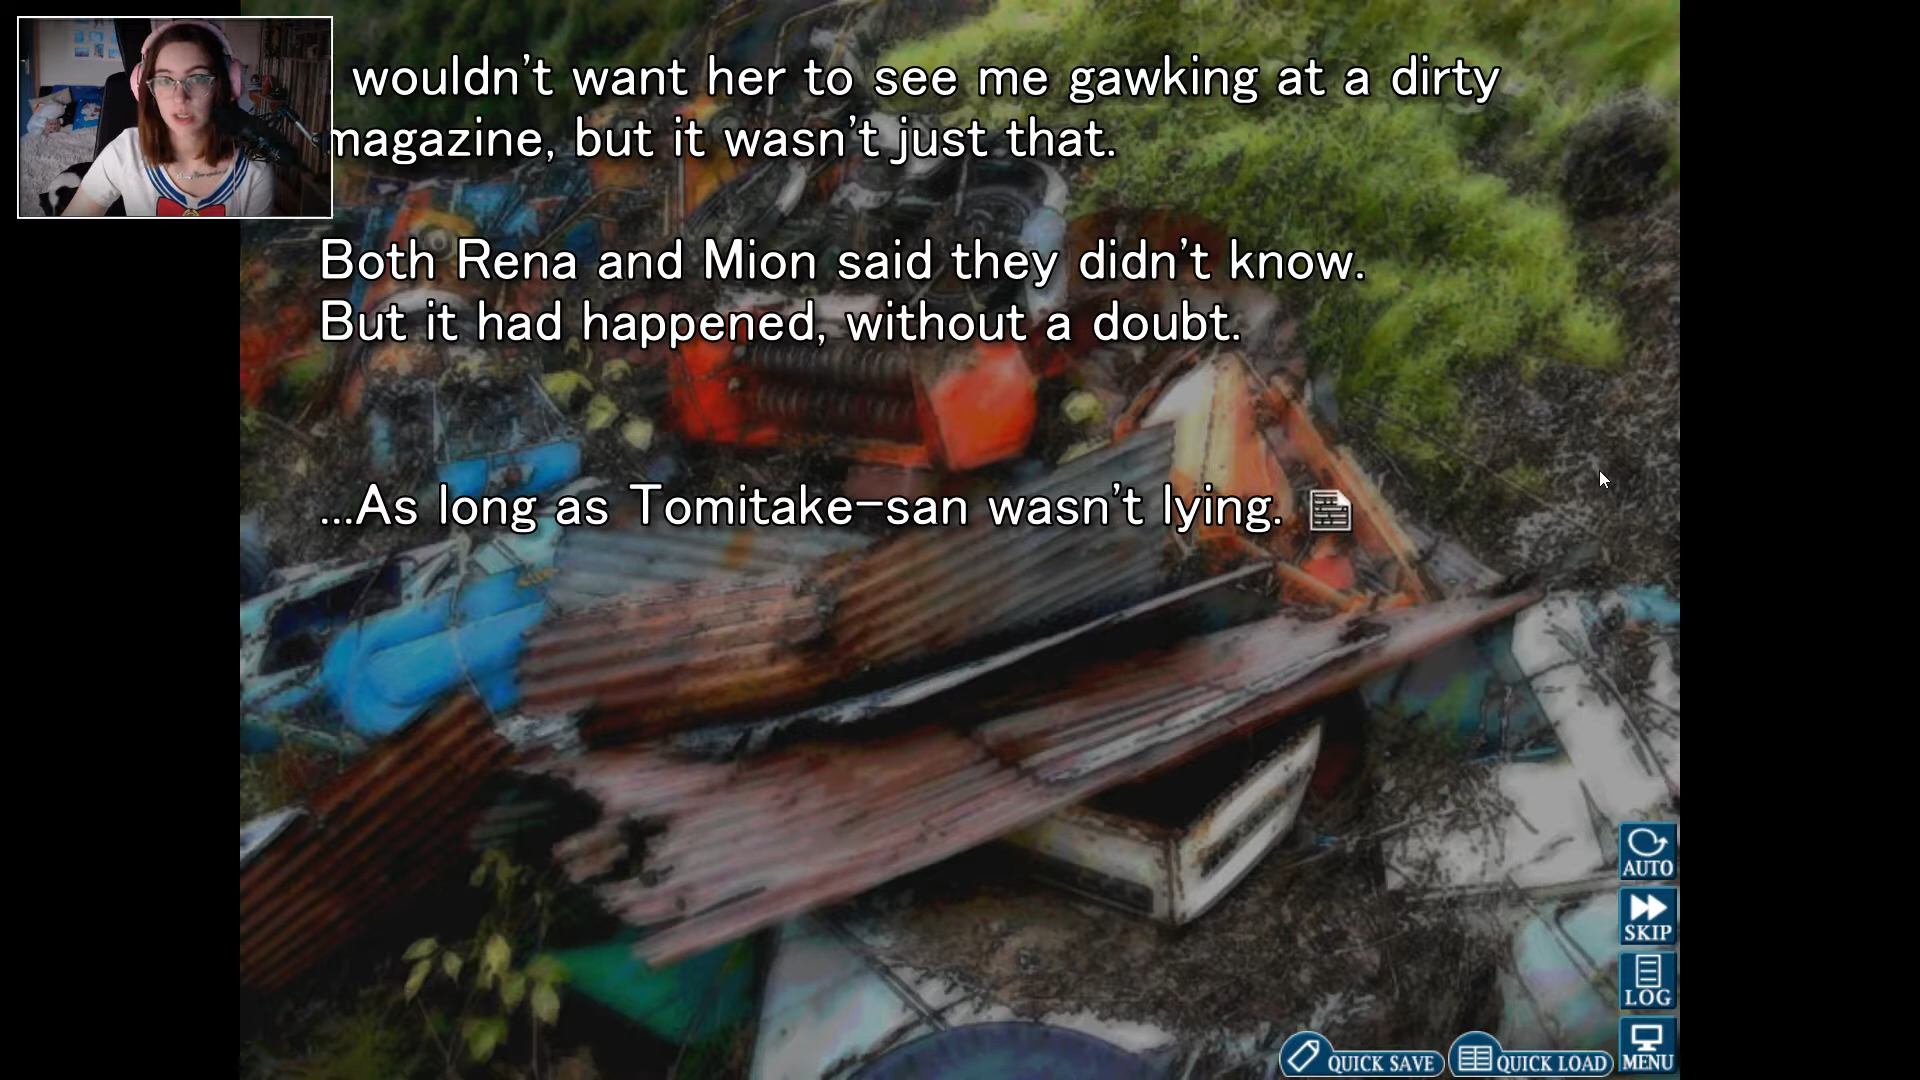 wouldn't want her to see me gawking at a dirty
magazine, but it wasn't just that.
Both Rena and Mion said they didn't know.
But it had happened, without a doubt.
...As long as Tomitake-san wasn't lying.
AUTO
SKIP
LOG
MENU
QUICK SAVE
QUICK LOAD